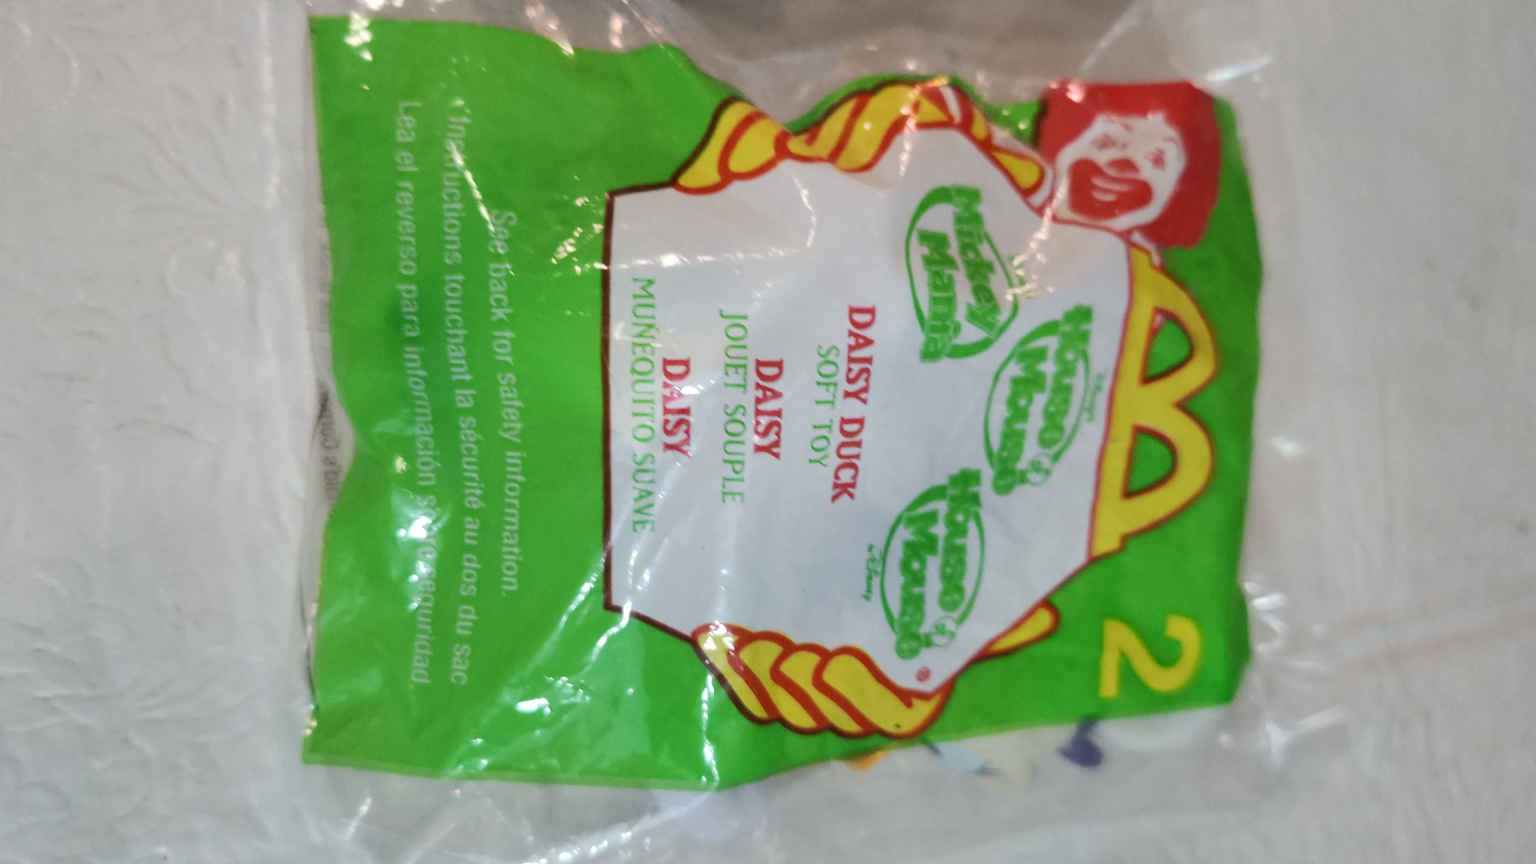 2
Mickey
Mania
Disney's
House
of
Mouse
House
of
Mouse
DAISY DUCK
SOFT TOY
DAISY
JOUET SOUPLE
DAISY
MUÑEQUITO SUAVE
See back for safety information.
Instructions touchant la sécurité au dos du sac
Lea el reverso para información sobre seguridad.